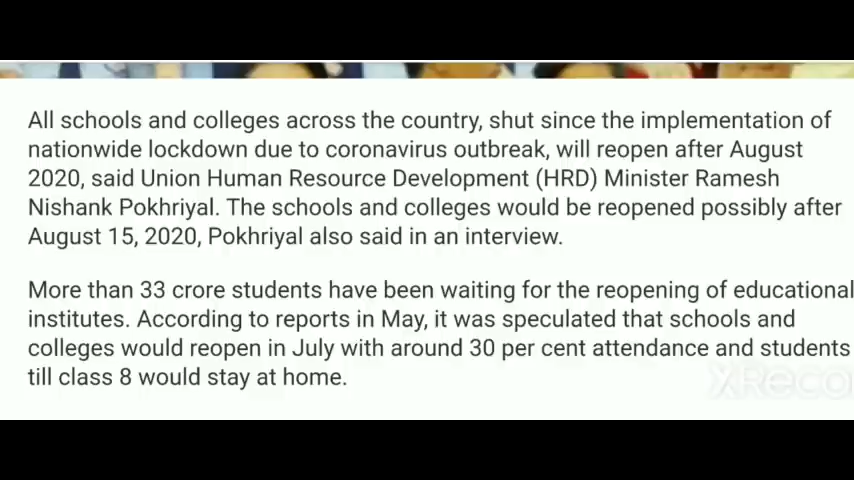 All schools and colleges across the country, shut since the implementation of
nationwide lockdown due to coronavirus outbreak, will reopen after August
2020, said Union Human Resource Development (HRD) Minister Ramesh
Nishank Pokhriyal. The schools and colleges would be reopened possibly after
August 15, 2020, Pokhriyal also said in an interview.
More than 33 crore students have been waiting for the reopening of educational
institutes. According to reports in May, it was speculated that schools and
colleges would reopen in July with around 30 per cent attendance and students
till class 8 would stay at home.
XReco